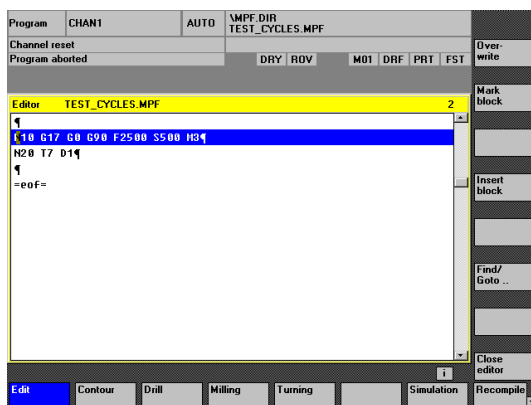 Program CHAN1 AUTO \MPF.DIR
TEST_CYCLES.MPF
Channel reset
Program aborted DRY ROV M01 DRF PRT FST
Over-
write
Mark
block
Editor TEST_CYCLES.MPF 2
¶
N10 G17 G0 G90 F2500 S500 M3¶
N20 T7 D1¶
¶
=eof=
Insert
block
Find/
Goto ..
Close
editor
i
Edit Contour Drill Milling Turning Simulation Recompile